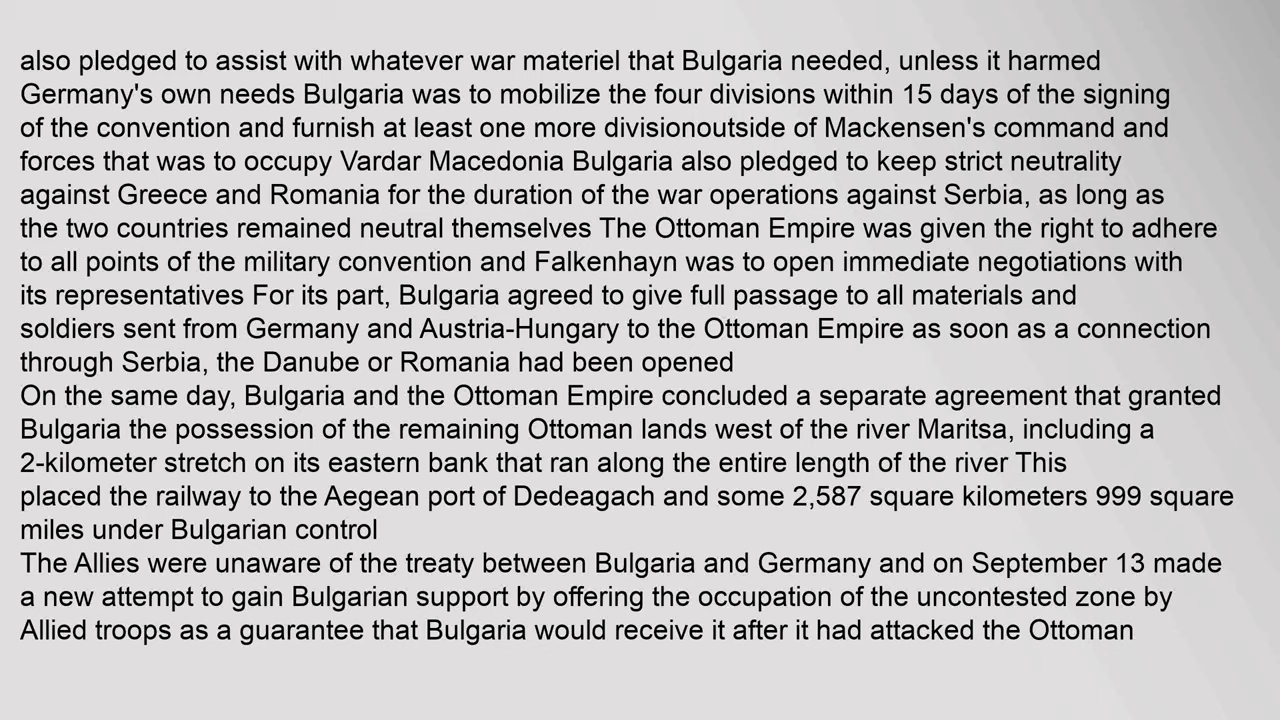 also pledged to assist with whatever war materiel that Bulgaria needed, unless it harmed
Germany's own needs Bulgaria was to mobilize the four divisions within 15 days of the signing
of the convention and furnish at least one more divisionoutside of Mackensen's command and
forces that was to occupy Vardar Macedonia Bulgaria also pledged to keep strict neutrality
against Greece and Romania for the duration of the war operations against Serbia, as long as
the two countries remained neutral themselves The Ottoman Empire was given the right to adhere
to all points of the military convention and Falkenhayn was to open immediate negotiations with
its representatives For its part, Bulgaria agreed to give full passage to all materials and
soldiers sent from Germany and Austria-Hungary to the Ottoman Empire as soon as a connection
through Serbia, the Danube or Romania had been opened
On the same day, Bulgaria and the Ottoman Empire concluded a separate agreement that granted
Bulgaria the possession of the remaining Ottoman lands west of the river Maritsa, including a
2-kilometer stretch on its eastern bank that ran along the entire length of the river This
placed the railway to the Aegean port of Dedeagach and some 2,587 square kilometers 999 square
miles under Bulgarian control
The Allies were unaware of the treaty between Bulgaria and Germany and on September 13 made
a new attempt to gain Bulgarian support by offering the occupation of the uncontested zone by
Allied troops as a guarantee that Bulgaria would receive it after it had attacked the Ottoman